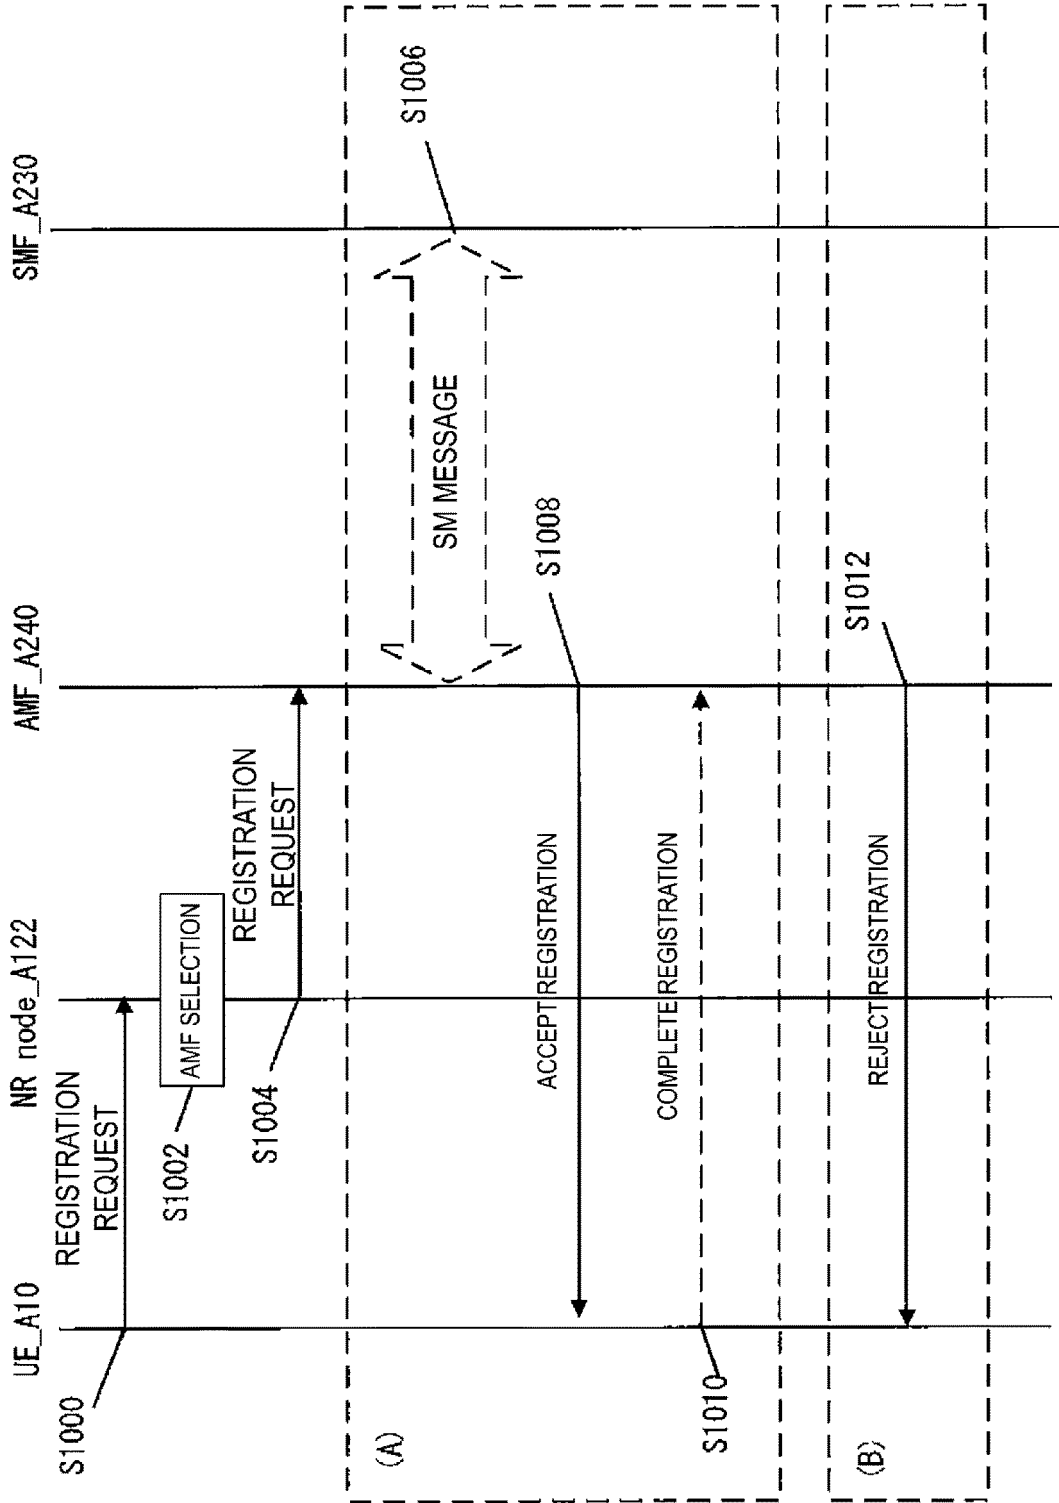 UE_A10
NR node_A122
AMF_A240
SMF_A230
S1000
REGISTRATION
REQUEST
S1002
AMF SELECTION
S1004
REGISTRATION
REQUEST
(A)
SM MESSAGE
S1006
ACCEPT REGISTRATION
S1008
S1010
COMPLETE REGISTRATION
(B)
REJECT REGISTRATION
S1012